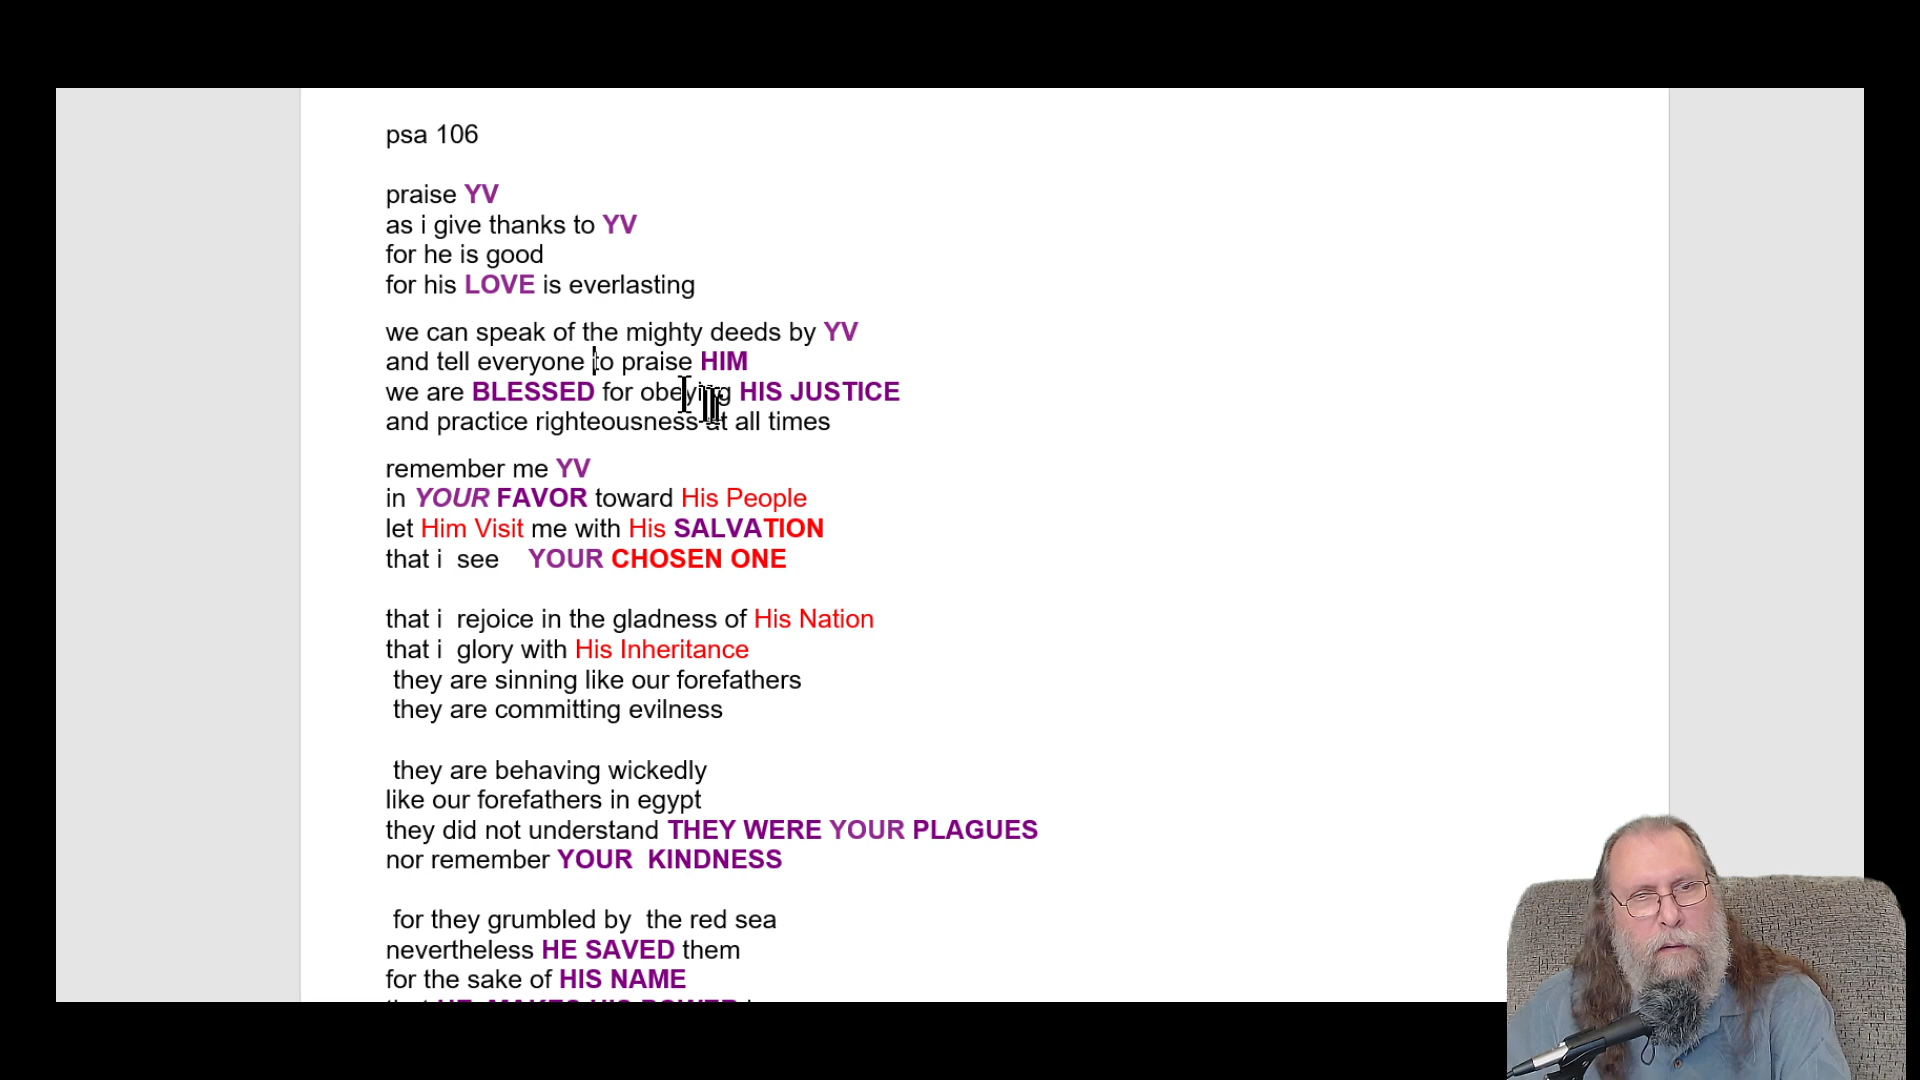 psa 106
praise YV
as i give thanks to YV
for he is good
for his LOVE is everlasting
we can speak of the mighty deeds by YV
and tell everyone to praise HIM
we are BLESSED for obeying HIS JUSTICE
and practice righteousness at all times
remember me YV
in YOUR FAVOR toward His People
let Him Visit me with His SALVATION
that i see YOUR CHOSEN ONE
that i rejoice in the gladness of His Nation
that i glory with His Inheritance
they are sinning like our forefathers
they are committing evilness
they are behaving wickedly
like our forefathers in egypt
they did not understand THEY WERE YOUR PLAGUES
nor remember YOUR KINDNESS
for they grumbled by the red sea
nevertheless HE SAVED them
for the sake of HIS NAME
that HE MAKES HIS POWER